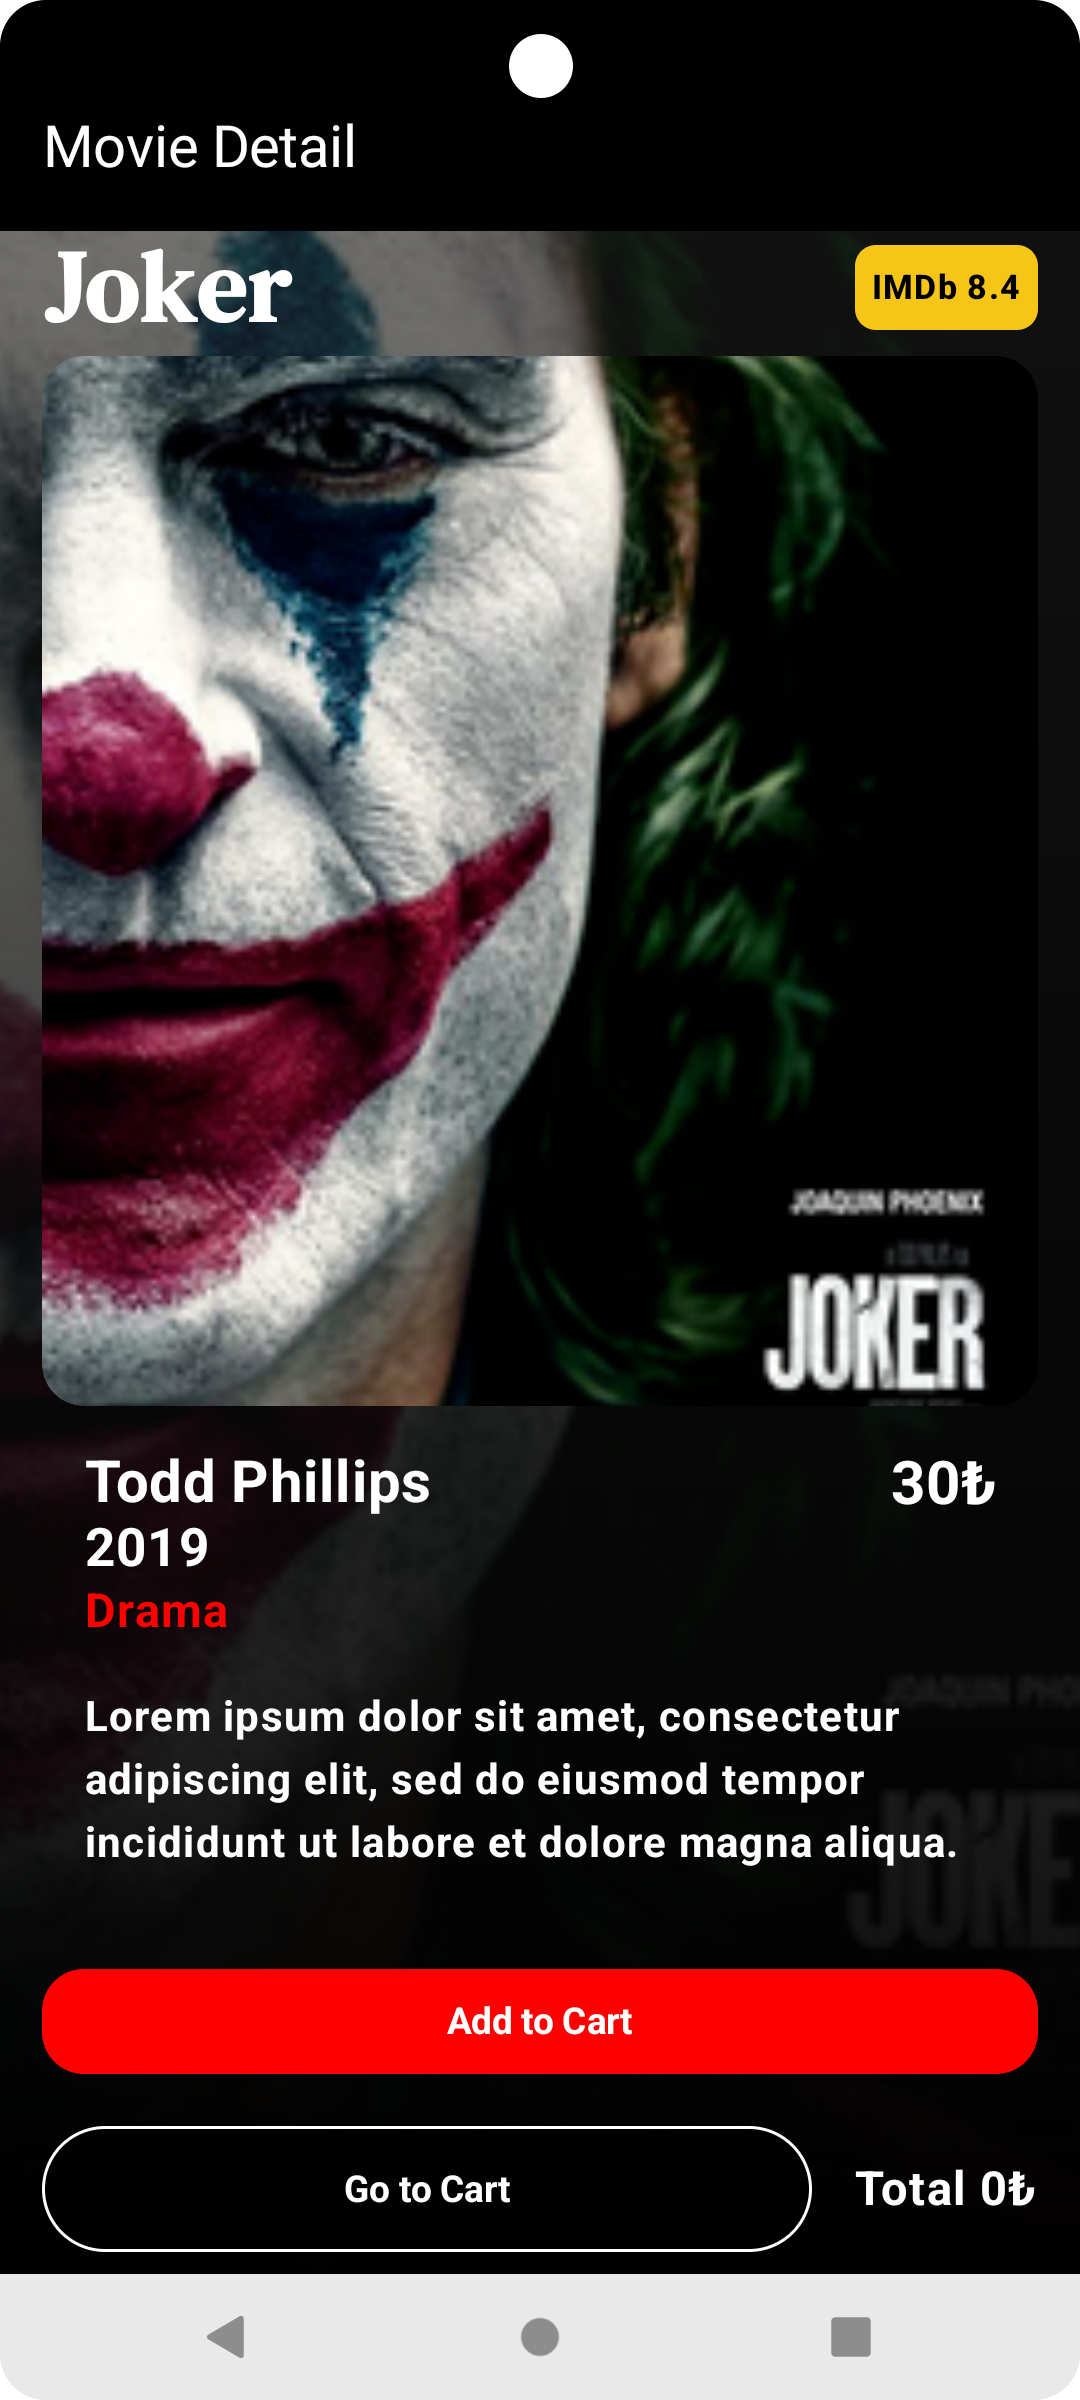 Movie Detail
Joker
IMDb 8.4
JOAQUIN PHOENIX
JOKER
Todd Phillips
30₺
2019
Drama
Lorem ipsum dolor sit amet, consectetur
adipiscing elit, sed do eiusmod tempor
incididunt ut labore et dolore magna aliqua.
Add to Cart
Go to Cart
Total 0₺